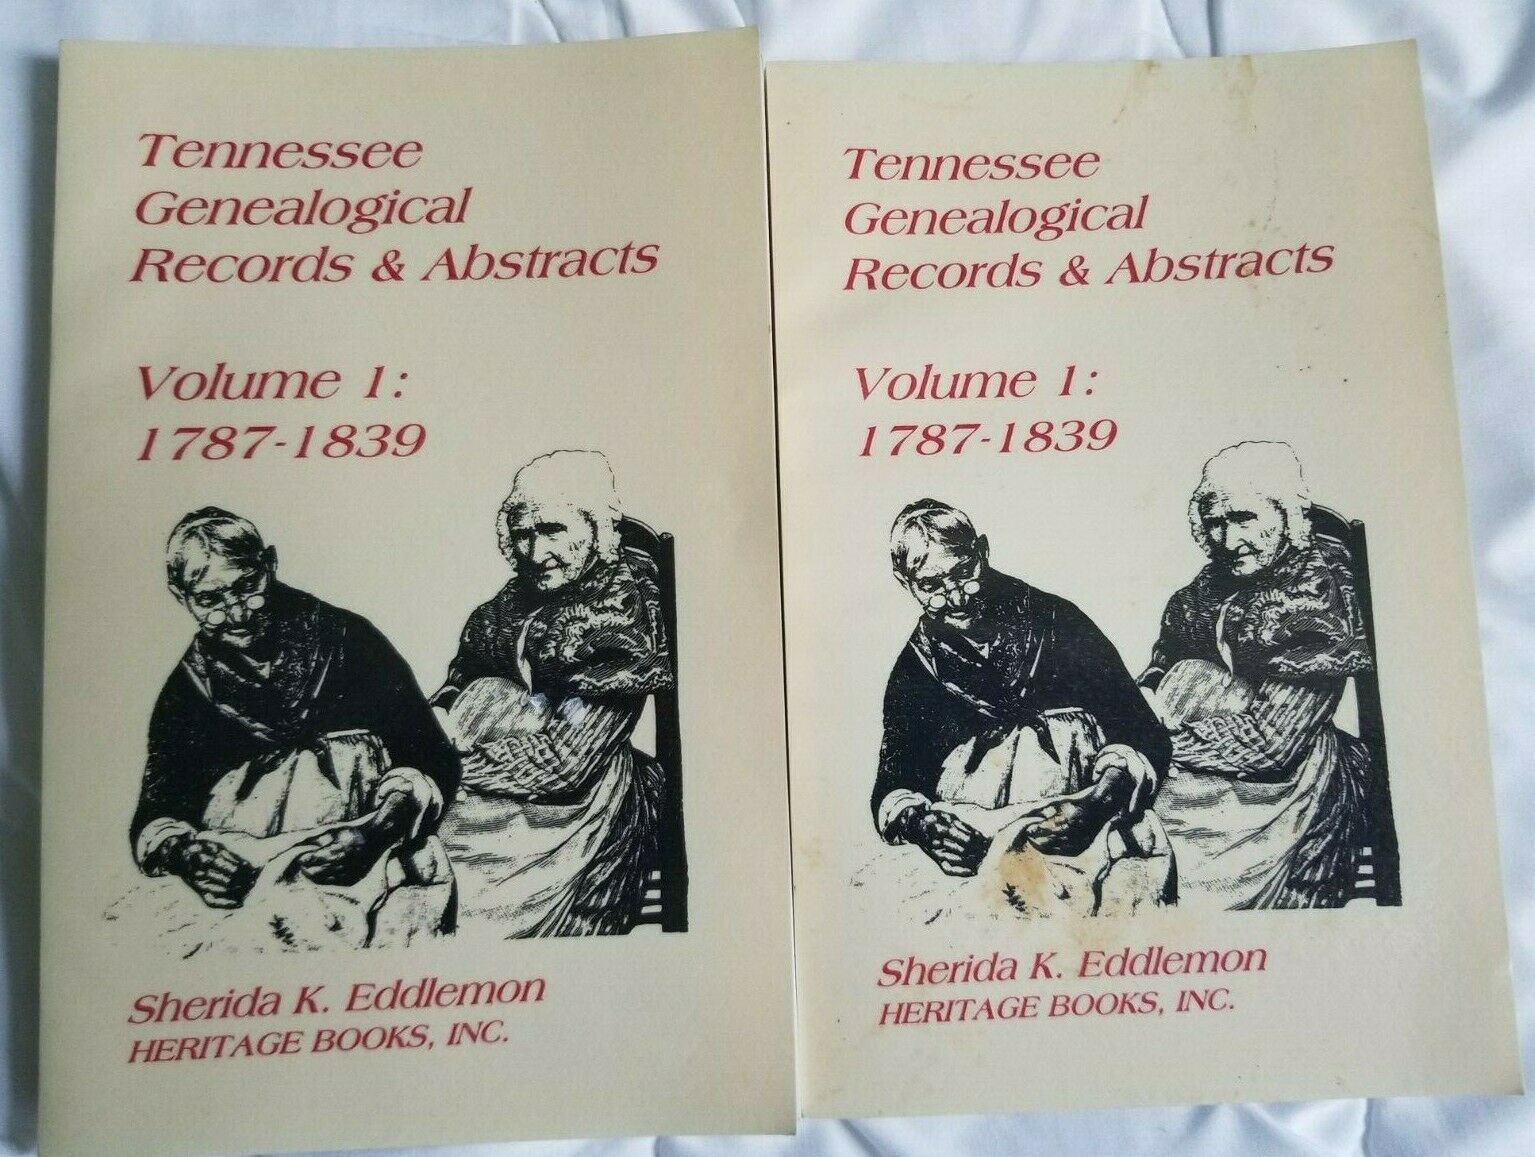 Tennessee
Genealogical
Records & Abstracts
Volume 1:
1787-1839
Sherida K. Eddlemon
HERITAGE BOOKS, INC.
Tennessee
Genealogical
Records & Abstracts
Volume 1:
1787-1839
Sherida K. Eddlemon
HERITAGE BOOKS, INC.